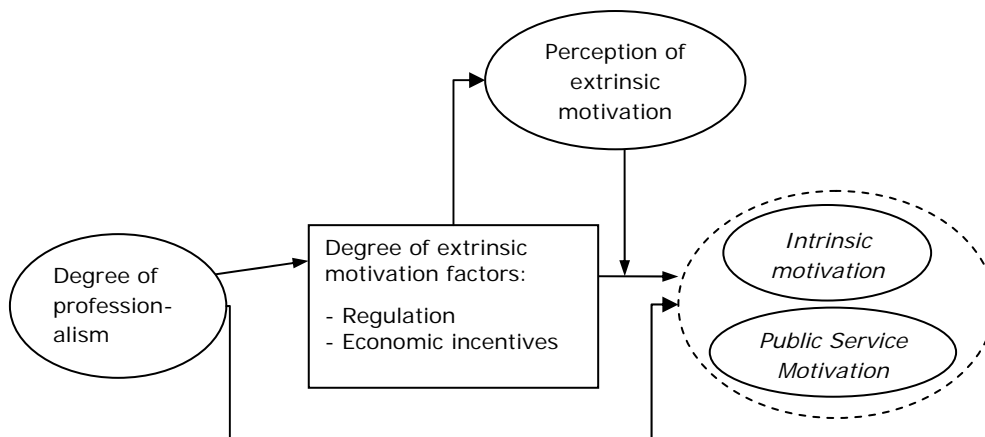 Perception of
extrinsic
motivation
Degree of
profession-
alism
Degree of extrinsic
motivation factors:
- Regulation
- Economic incentives
Intrinsic
motivation
Public Service
Motivation